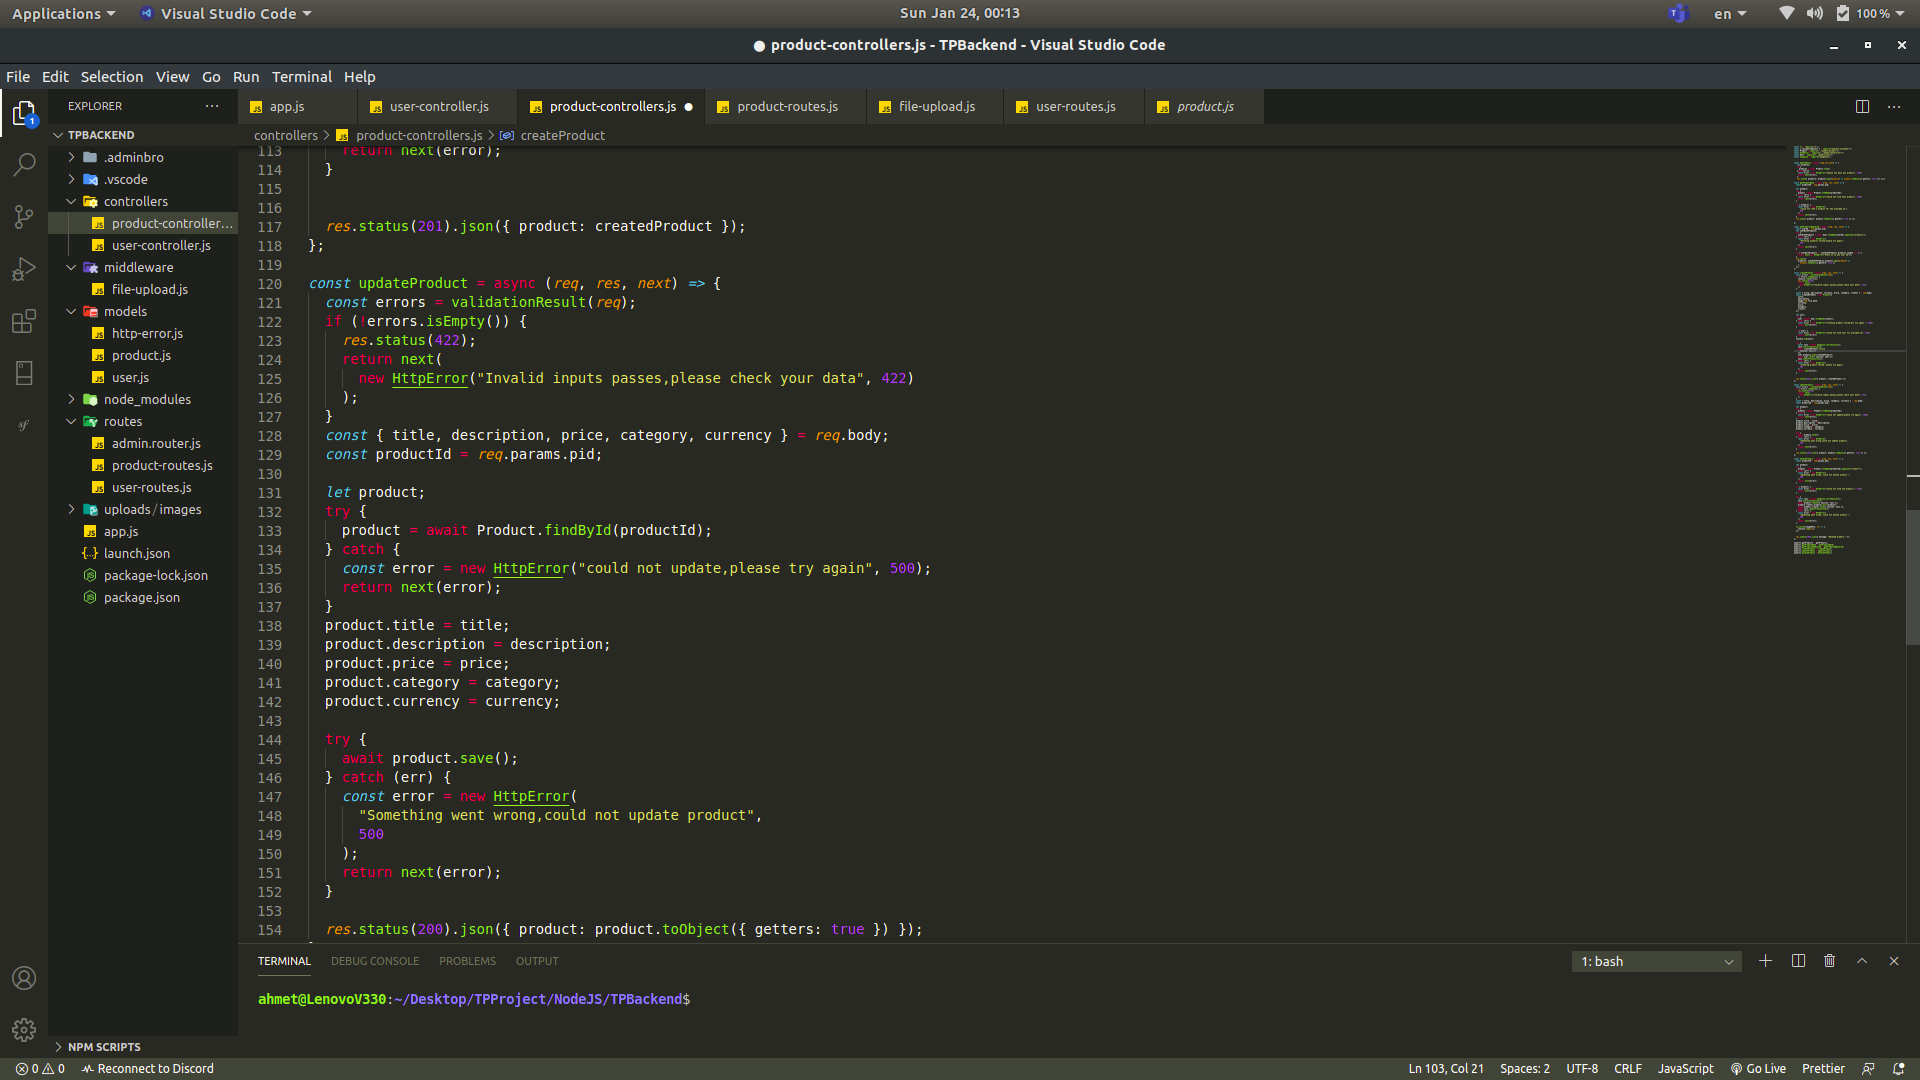 Applications
Visual Studio Code
Sun Jan 24, 00:13
en
100 %
● product-controllers.js - TPBackend - Visual Studio Code
File Edit Selection View Go Run Terminal Help
EXPLORER
app.js
user-controller.js
product-controllers.js
product-routes.js
file-upload.js
user-routes.js
product.js
controllers > product-controllers.js > createProduct
1
TPBACKEND
.adminbro
.vscode
controllers
product-controller...
user-controller.js
middleware
file-upload.js
models
http-error.js
product.js
user.js
node_modules
routes
admin.router.js
product-routes.js
user-routes.js
uploads / images
app.js
launch.json
package-lock.json
package.json
NPM SCRIPTS
113 return next(error);
114 }
115
116
117 res.status(201).json({ product: createdProduct });
118 };
119
120 const updateProduct = async (req, res, next) => {
121 const errors = validationResult(req);
122 if (!errors.isEmpty()) {
123 res.status(422);
124 return next(
125 new HttpError("Invalid inputs passes,please check your data", 422)
126 );
127 }
128 const { title, description, price, category, currency } = req.body;
129 const productId = req.params.pid;
130
131 let product;
132 try {
133 product = await Product.findById(productId);
134 } catch {
135 const error = new HttpError("could not update,please try again", 500);
136 return next(error);
137 }
138 product.title = title;
139 product.description = description;
140 product.price = price;
141 product.category = category;
142 product.currency = currency;
143
144 try {
145 await product.save();
146 } catch (err) {
147 const error = new HttpError(
148 "Something went wrong,could not update product",
149 500
150 );
151 return next(error);
152 }
153
154 res.status(200).json({ product: product.toObject({ getters: true }) });
TERMINAL DEBUG CONSOLE PROBLEMS OUTPUT
1: bash
ahmet@LenovoV330:~/Desktop/TPProject/NodeJS/TPBackend$
0 0 Reconnect to Discord
Ln 103, Col 21 Spaces: 2 UTF-8 CRLF JavaScript Go Live Prettier